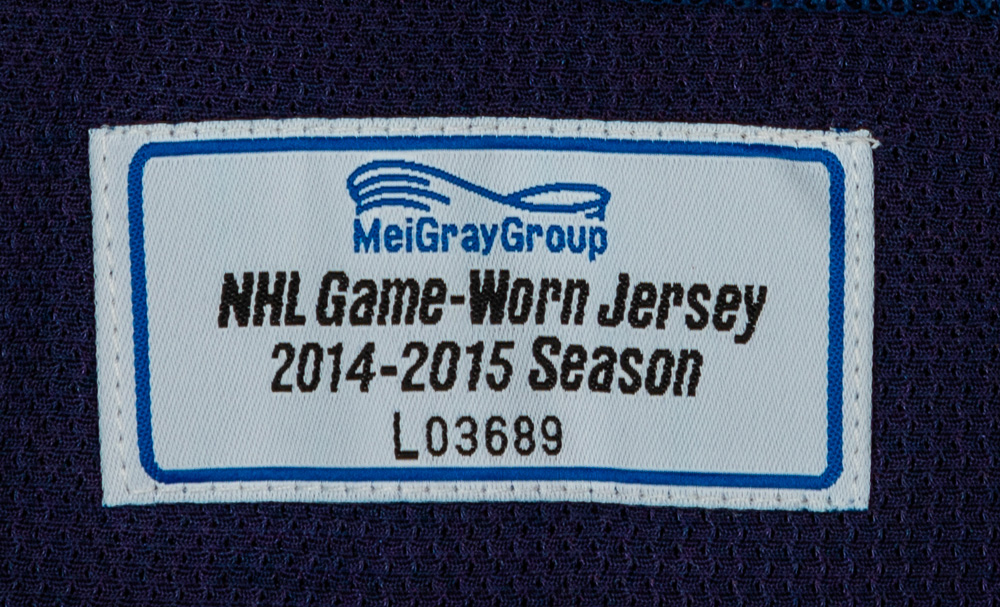 MeiGrayGroup
NHL Game-Worn Jersey
2014-2015 Season
L03689